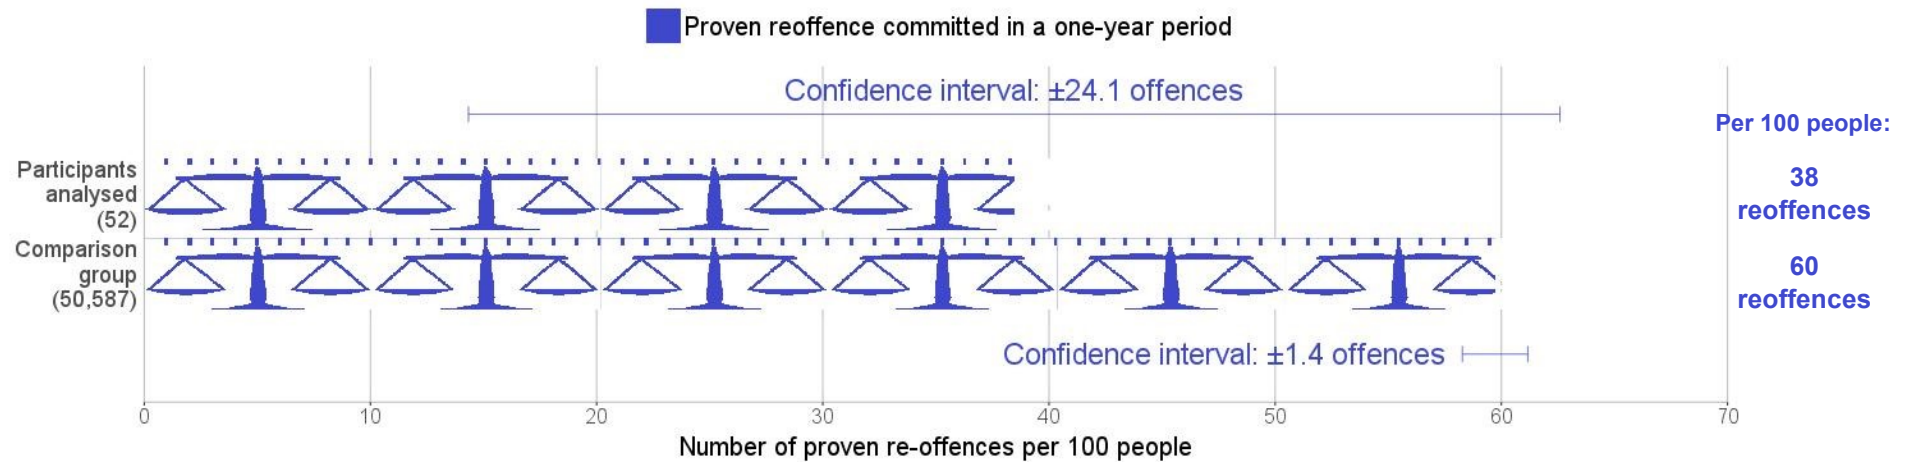 Proven reoffence committed in a one-year period
Confidence interval: ±24.1 offences
Per 100 people:
Participants
analysed
(52)
38
reoffences
Comparison
group
(50,587)
60
reoffences
Confidence interval: ±1.4 offences
0 10 20 30 40 50 60 70
Number of proven re-offences per 100 people